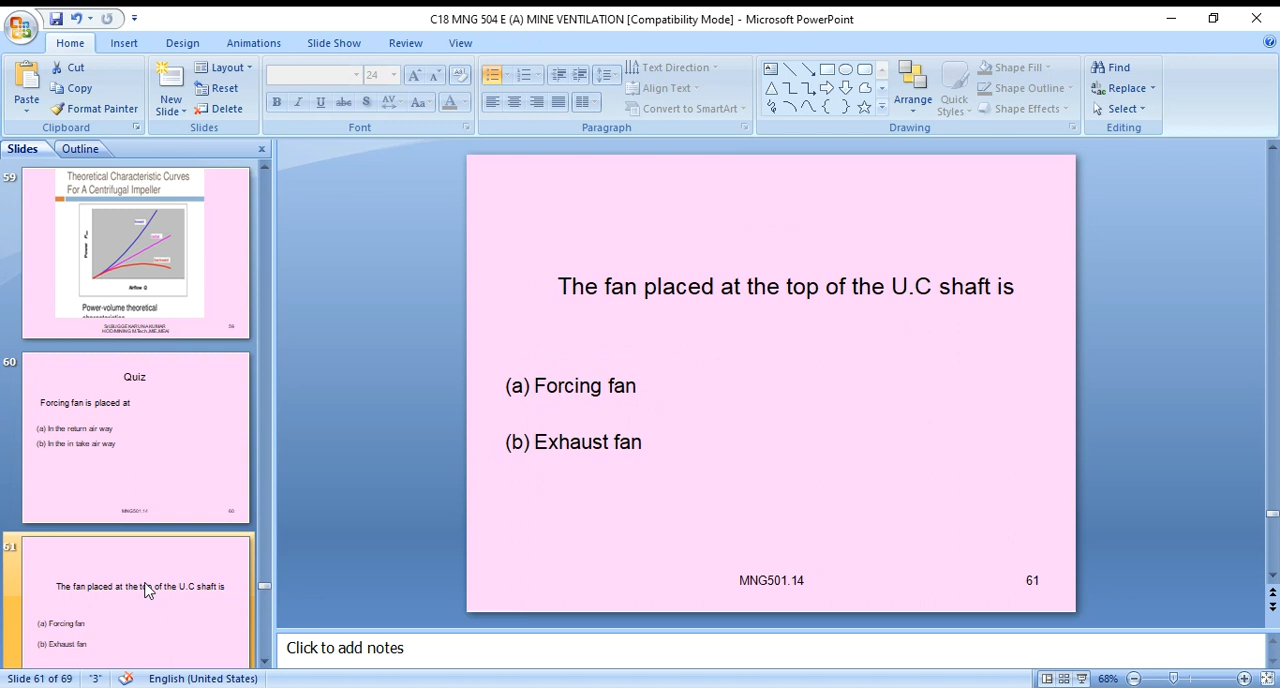 C18 MNG 504 E (A) MINE VENTILATION [Compatibility Mode] - Microsoft PowerPoint
Home Insert Design Animations Slide Show Review View
Paste
Cut
Copy
Format Painter
Clipboard
New Slide
Layout
Reset
Delete
Slides
24
B I U abc S AV Aa A
Font
Text Direction
Align Text
Convert to SmartArt
Paragraph
Arrange
Quick Styles
Shape Fill
Shape Outline
Shape Effects
Drawing
Find
Replace
Select
Editing
Slides Outline
59
Theoretical Characteristic Curves
For A Centrifugal Impeller
Airflow Q
Power-volume theoretical
60
Quiz
Forcing fan is placed at
(a) In the return air way
(b) In the in take air way
MNG501.14 60
61
The fan placed at the top of the U.C shaft is
(a) Forcing fan
(b) Exhaust fan
The fan placed at the top of the U.C shaft is
(a) Forcing fan
(b) Exhaust fan
MNG501.14 61
Click to add notes
Slide 61 of 69 "3" English (United States) 68%